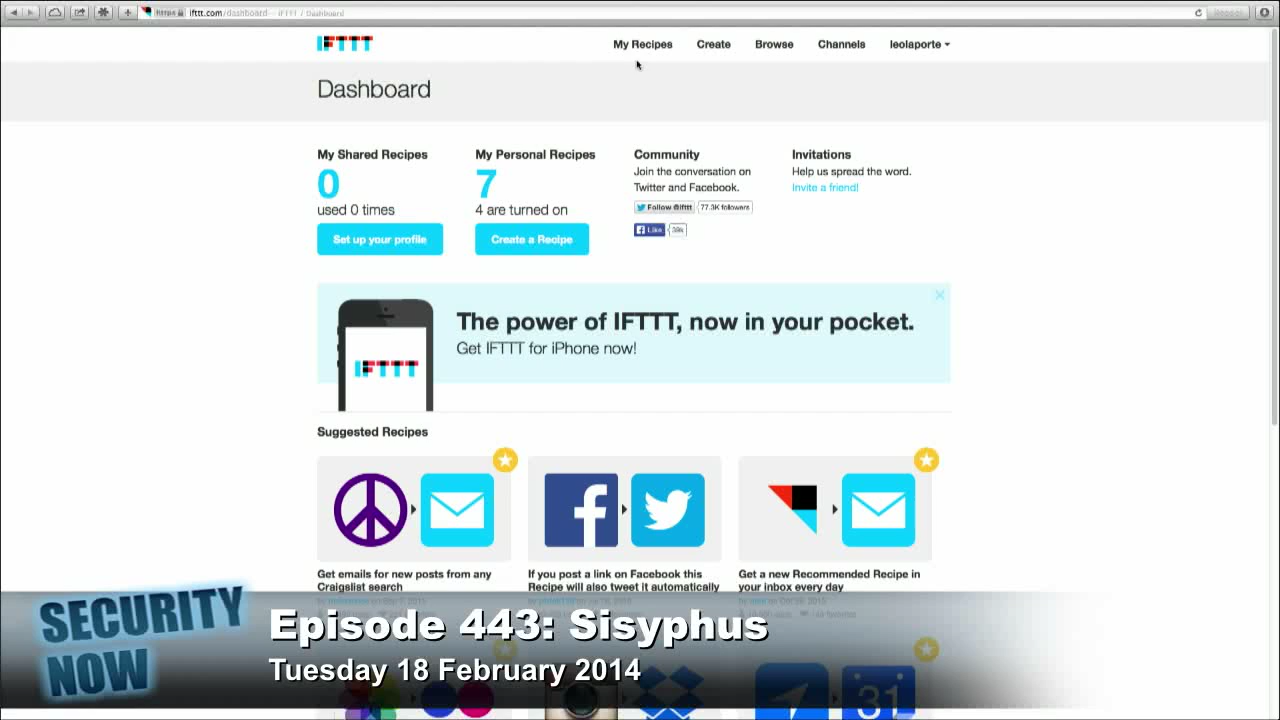 https ifttt.com/dashboard — IFTTT / Dashboard
IFTTT
My Recipes Create Browse Channels leolaporte
Dashboard
My Shared Recipes
0
used 0 times
Set up your profile
My Personal Recipes
7
4 are turned on
Create a Recipe
Community
Join the conversation on
Twitter and Facebook.
Follow @ifttt 77.3K followers
Like 39k
Invitations
Help us spread the word.
Invite a friend!
IFTTT
The power of IFTTT, now in your pocket.
Get IFTTT for iPhone now!
Suggested Recipes
Get emails for new posts from any
Craigslist search
If you post a link on Facebook this
Recipe will also tweet it automatically
Get a new Recommended Recipe in
your inbox every day
31
SECURITY
NOW
Episode 443: Sisyphus
Tuesday 18 February 2014